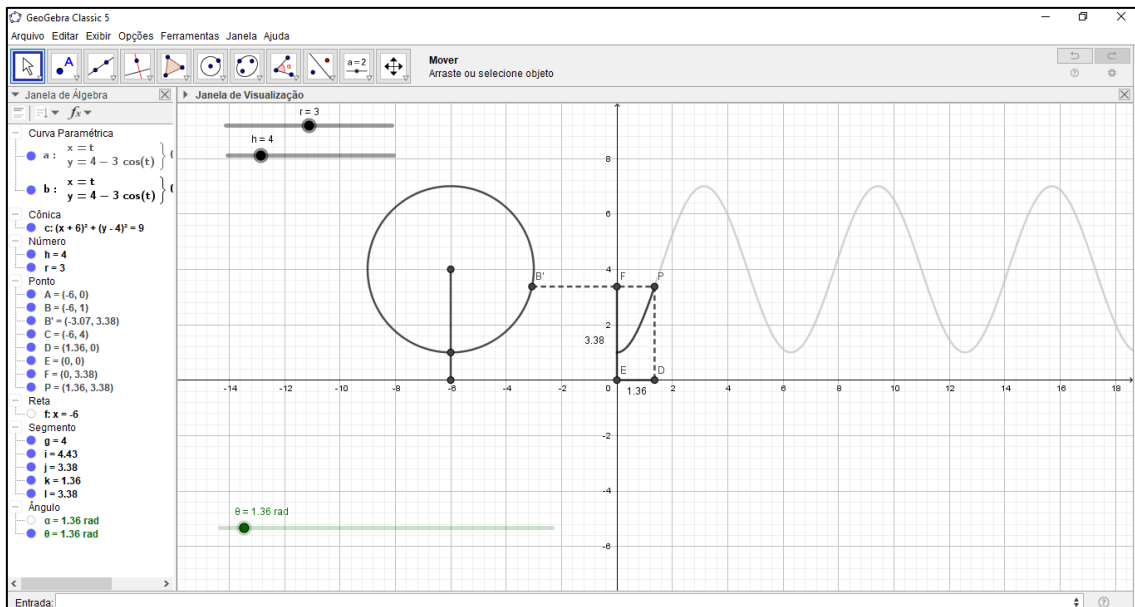 GeoGebra Classic 5
Arquivo Editar Exibir Opções Ferramentas Janela Ajuda
A
α
a=2
Mover
Arraste ou selecione objeto
Janela de Álgebra
Janela de Visualização
fx
Curva Paramétrica
a : x = t
y = 4 − 3 cos(t) } (
b : x = t
y = 4 − 3 cos(t) } (
Cônica
c: (x + 6)² + (y - 4)² = 9
Número
h = 4
r = 3
Ponto
A = (-6, 0)
B = (-6, 1)
B' = (-3.07, 3.38)
C = (-6, 4)
D = (1.36, 0)
E = (0, 0)
F = (0, 3.38)
P = (1.36, 3.38)
Reta
f: x = -6
Segmento
g = 4
i = 4.43
j = 3.38
k = 1.36
l = 3.38
Ângulo
α = 1.36 rad
θ = 1.36 rad
r = 3
h = 4
8
6
4
2
-2
-4
-6
B' F P
3.38
E D
1.36
-14 -12 -10 -8 -6 -4 -2 0 2 4 6 8 10 12 14 16 18
θ = 1.36 rad
Entrada: